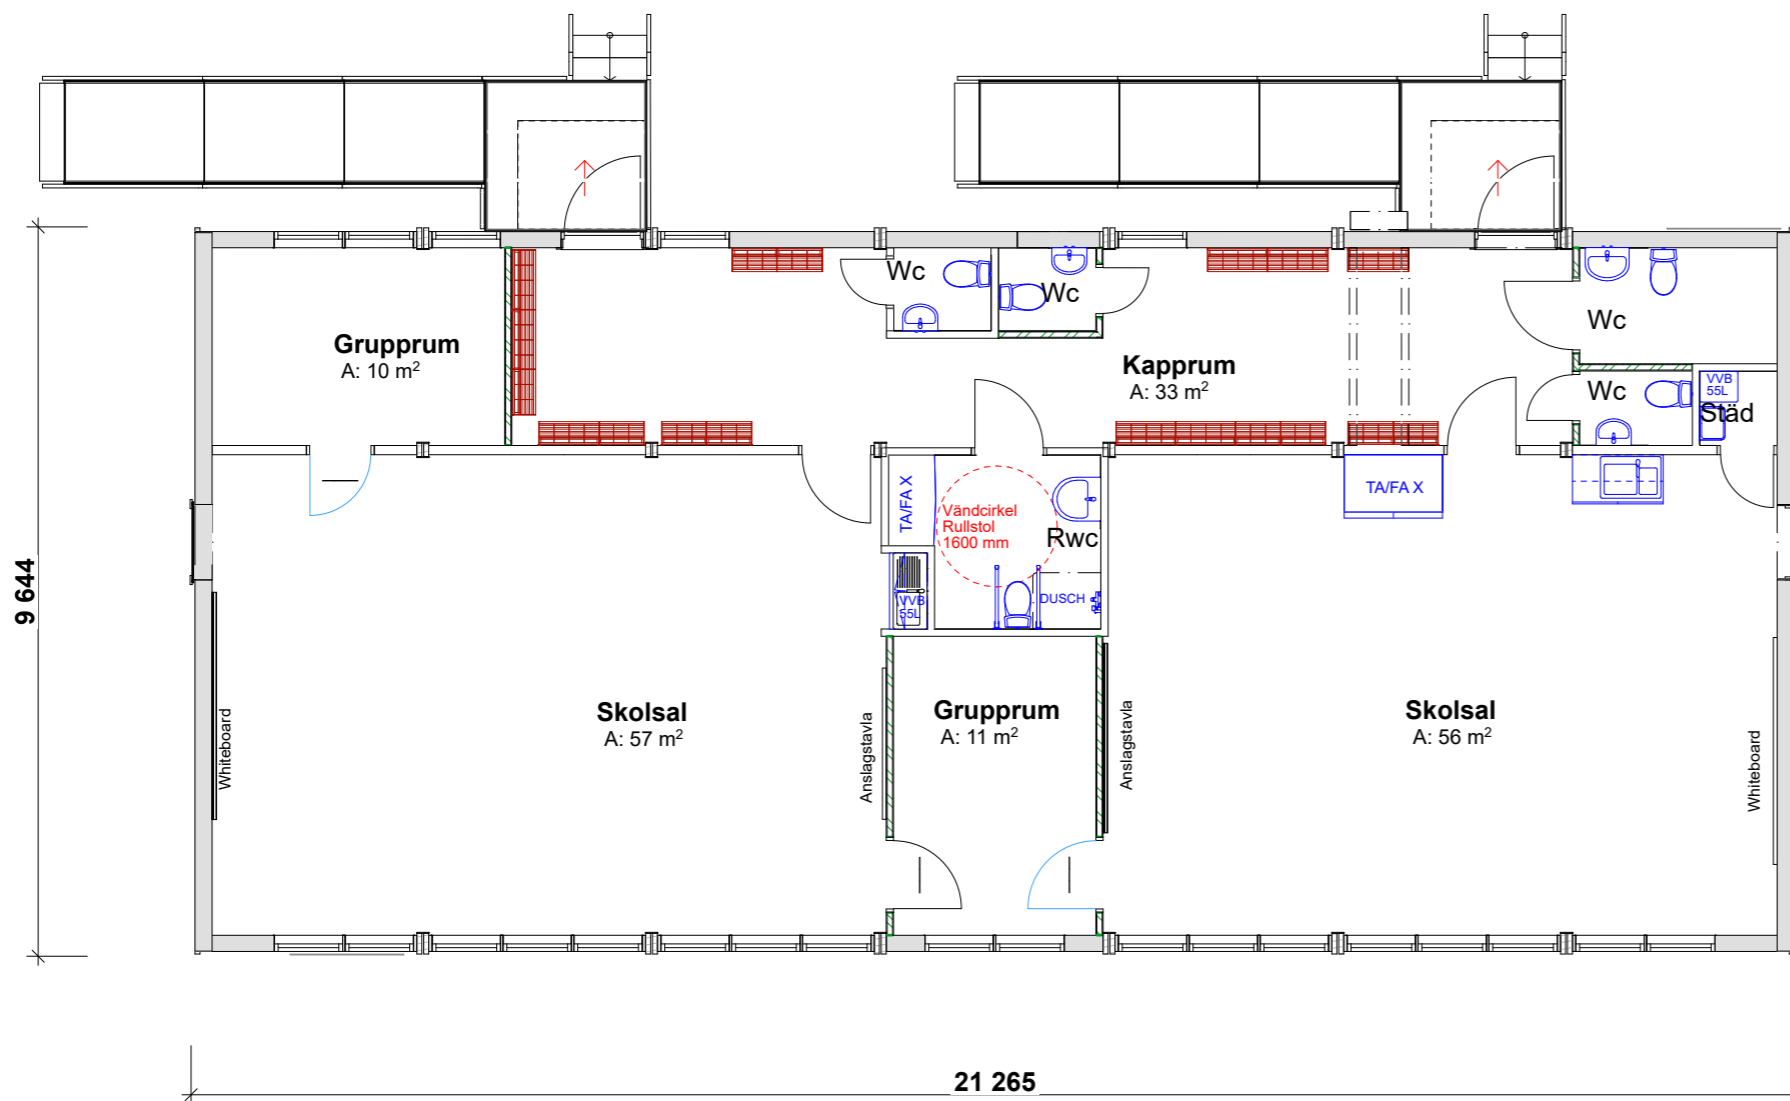 Wc
Wc
Wc
Grupprum
A: 10 m²
Kapprum
A: 33 m²
Wc
VVB
55L
Städ
TA/FA X
Vändcirkel
Rullstol
1600 mm
Rwc
TA/FA X
VVB
55L
DUSCH
9 644
Whiteboard
Skolsal
A: 57 m²
Anslagstavla
Grupprum
A: 11 m²
Anslagstavla
Skolsal
A: 56 m²
Whiteboard
21 265